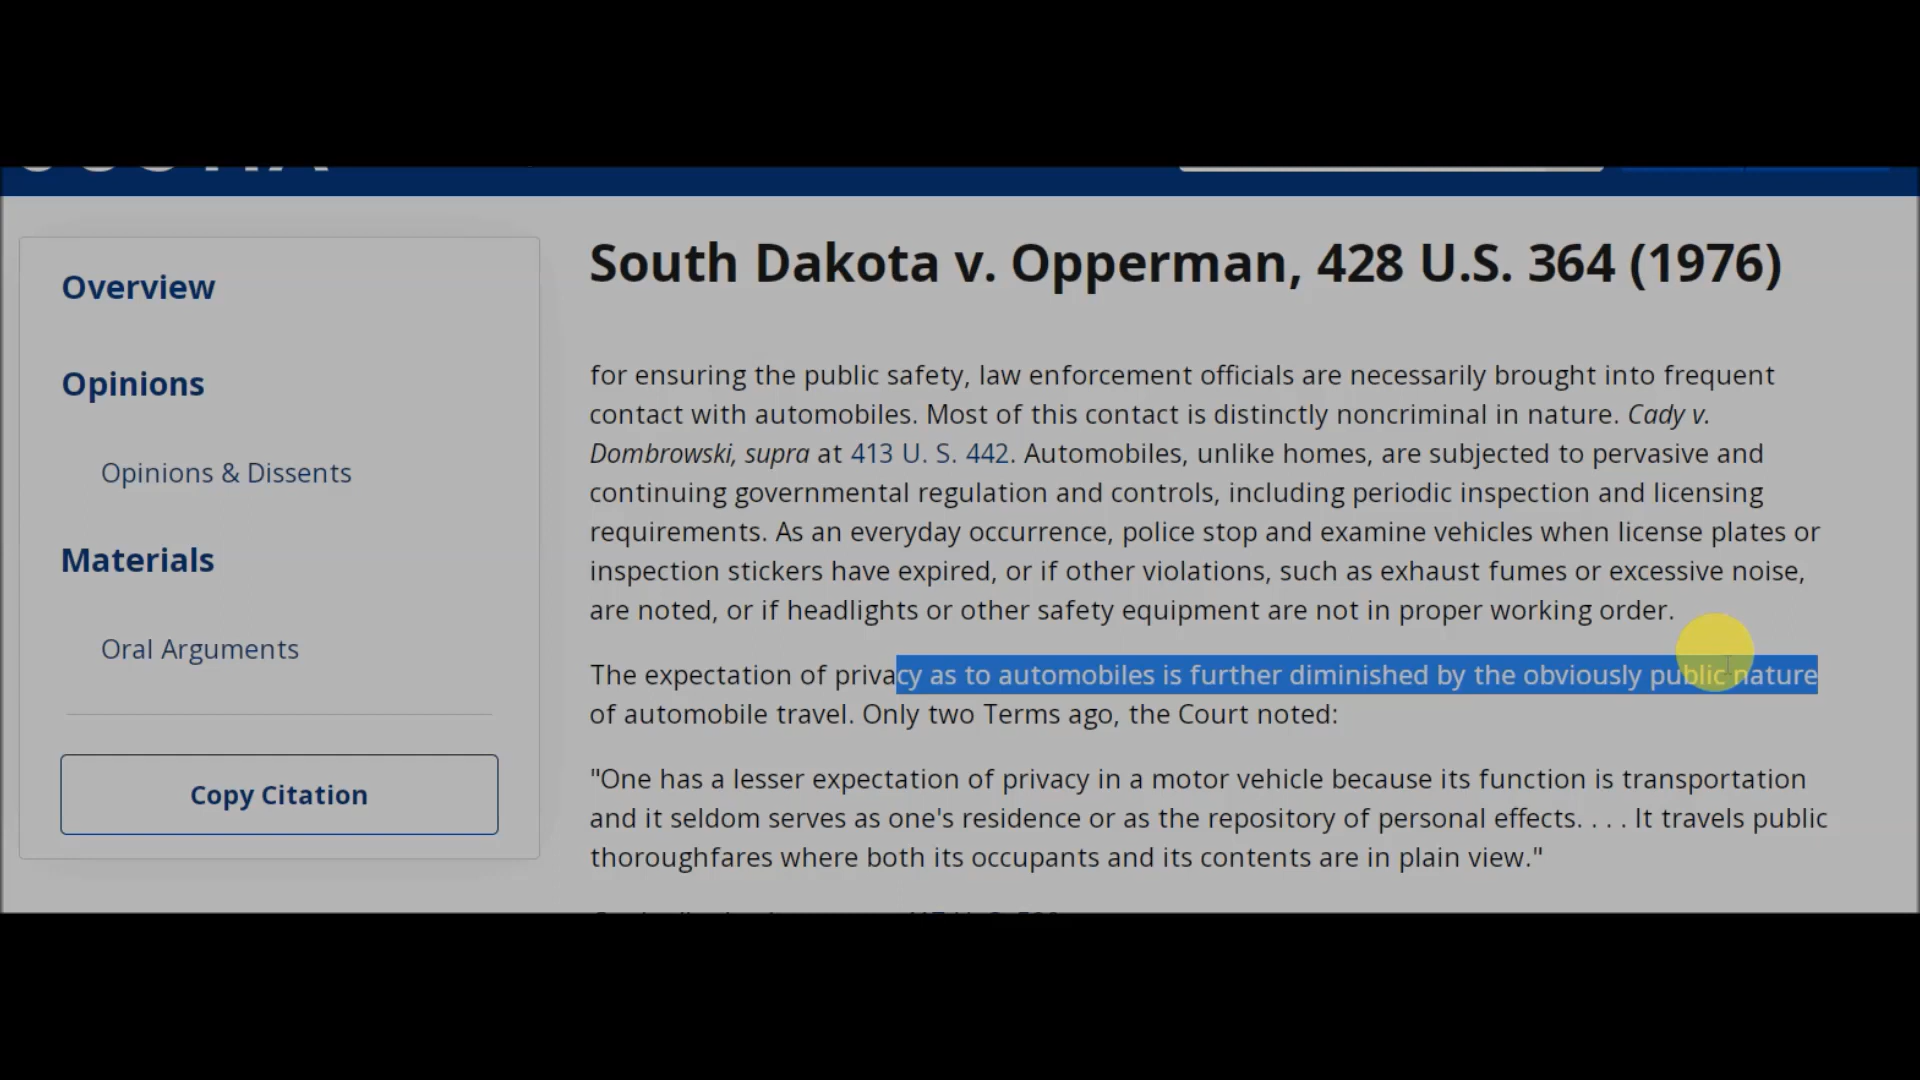 South Dakota v. Opperman, 428 U.S. 364 (1976)
Overview
Opinions
Opinions & Dissents
Materials
Oral Arguments
Copy Citation
for ensuring the public safety, law enforcement officials are necessarily brought into frequent
contact with automobiles. Most of this contact is distinctly noncriminal in nature. Cady v.
Dombrowski, supra at 413 U. S. 442. Automobiles, unlike homes, are subjected to pervasive and
continuing governmental regulation and controls, including periodic inspection and licensing
requirements. As an everyday occurrence, police stop and examine vehicles when license plates or
inspection stickers have expired, or if other violations, such as exhaust fumes or excessive noise,
are noted, or if headlights or other safety equipment are not in proper working order.
The expectation of privacy as to automobiles is further diminished by the obviously public nature
of automobile travel. Only two Terms ago, the Court noted:
"One has a lesser expectation of privacy in a motor vehicle because its function is transportation
and it seldom serves as one's residence or as the repository of personal effects. . . . It travels public
thoroughfares where both its occupants and its contents are in plain view."